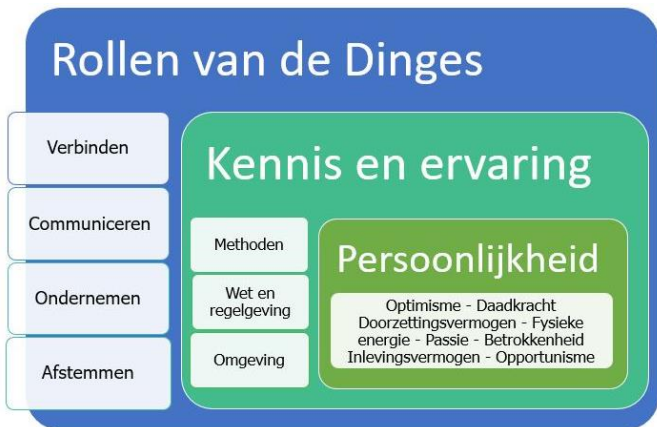 Rollen van de Dinges
Verbinden
Communiceren
Ondernemen
Afstemmen
Kennis en ervaring
Methoden
Wet en
regelgeving
Omgeving
Persoonlijkheid
Optimisme - Daadkracht
Doorzettingsvermogen - Fysieke
energie - Passie - Betrokkenheid
Inlevingsvermogen - Opportunisme